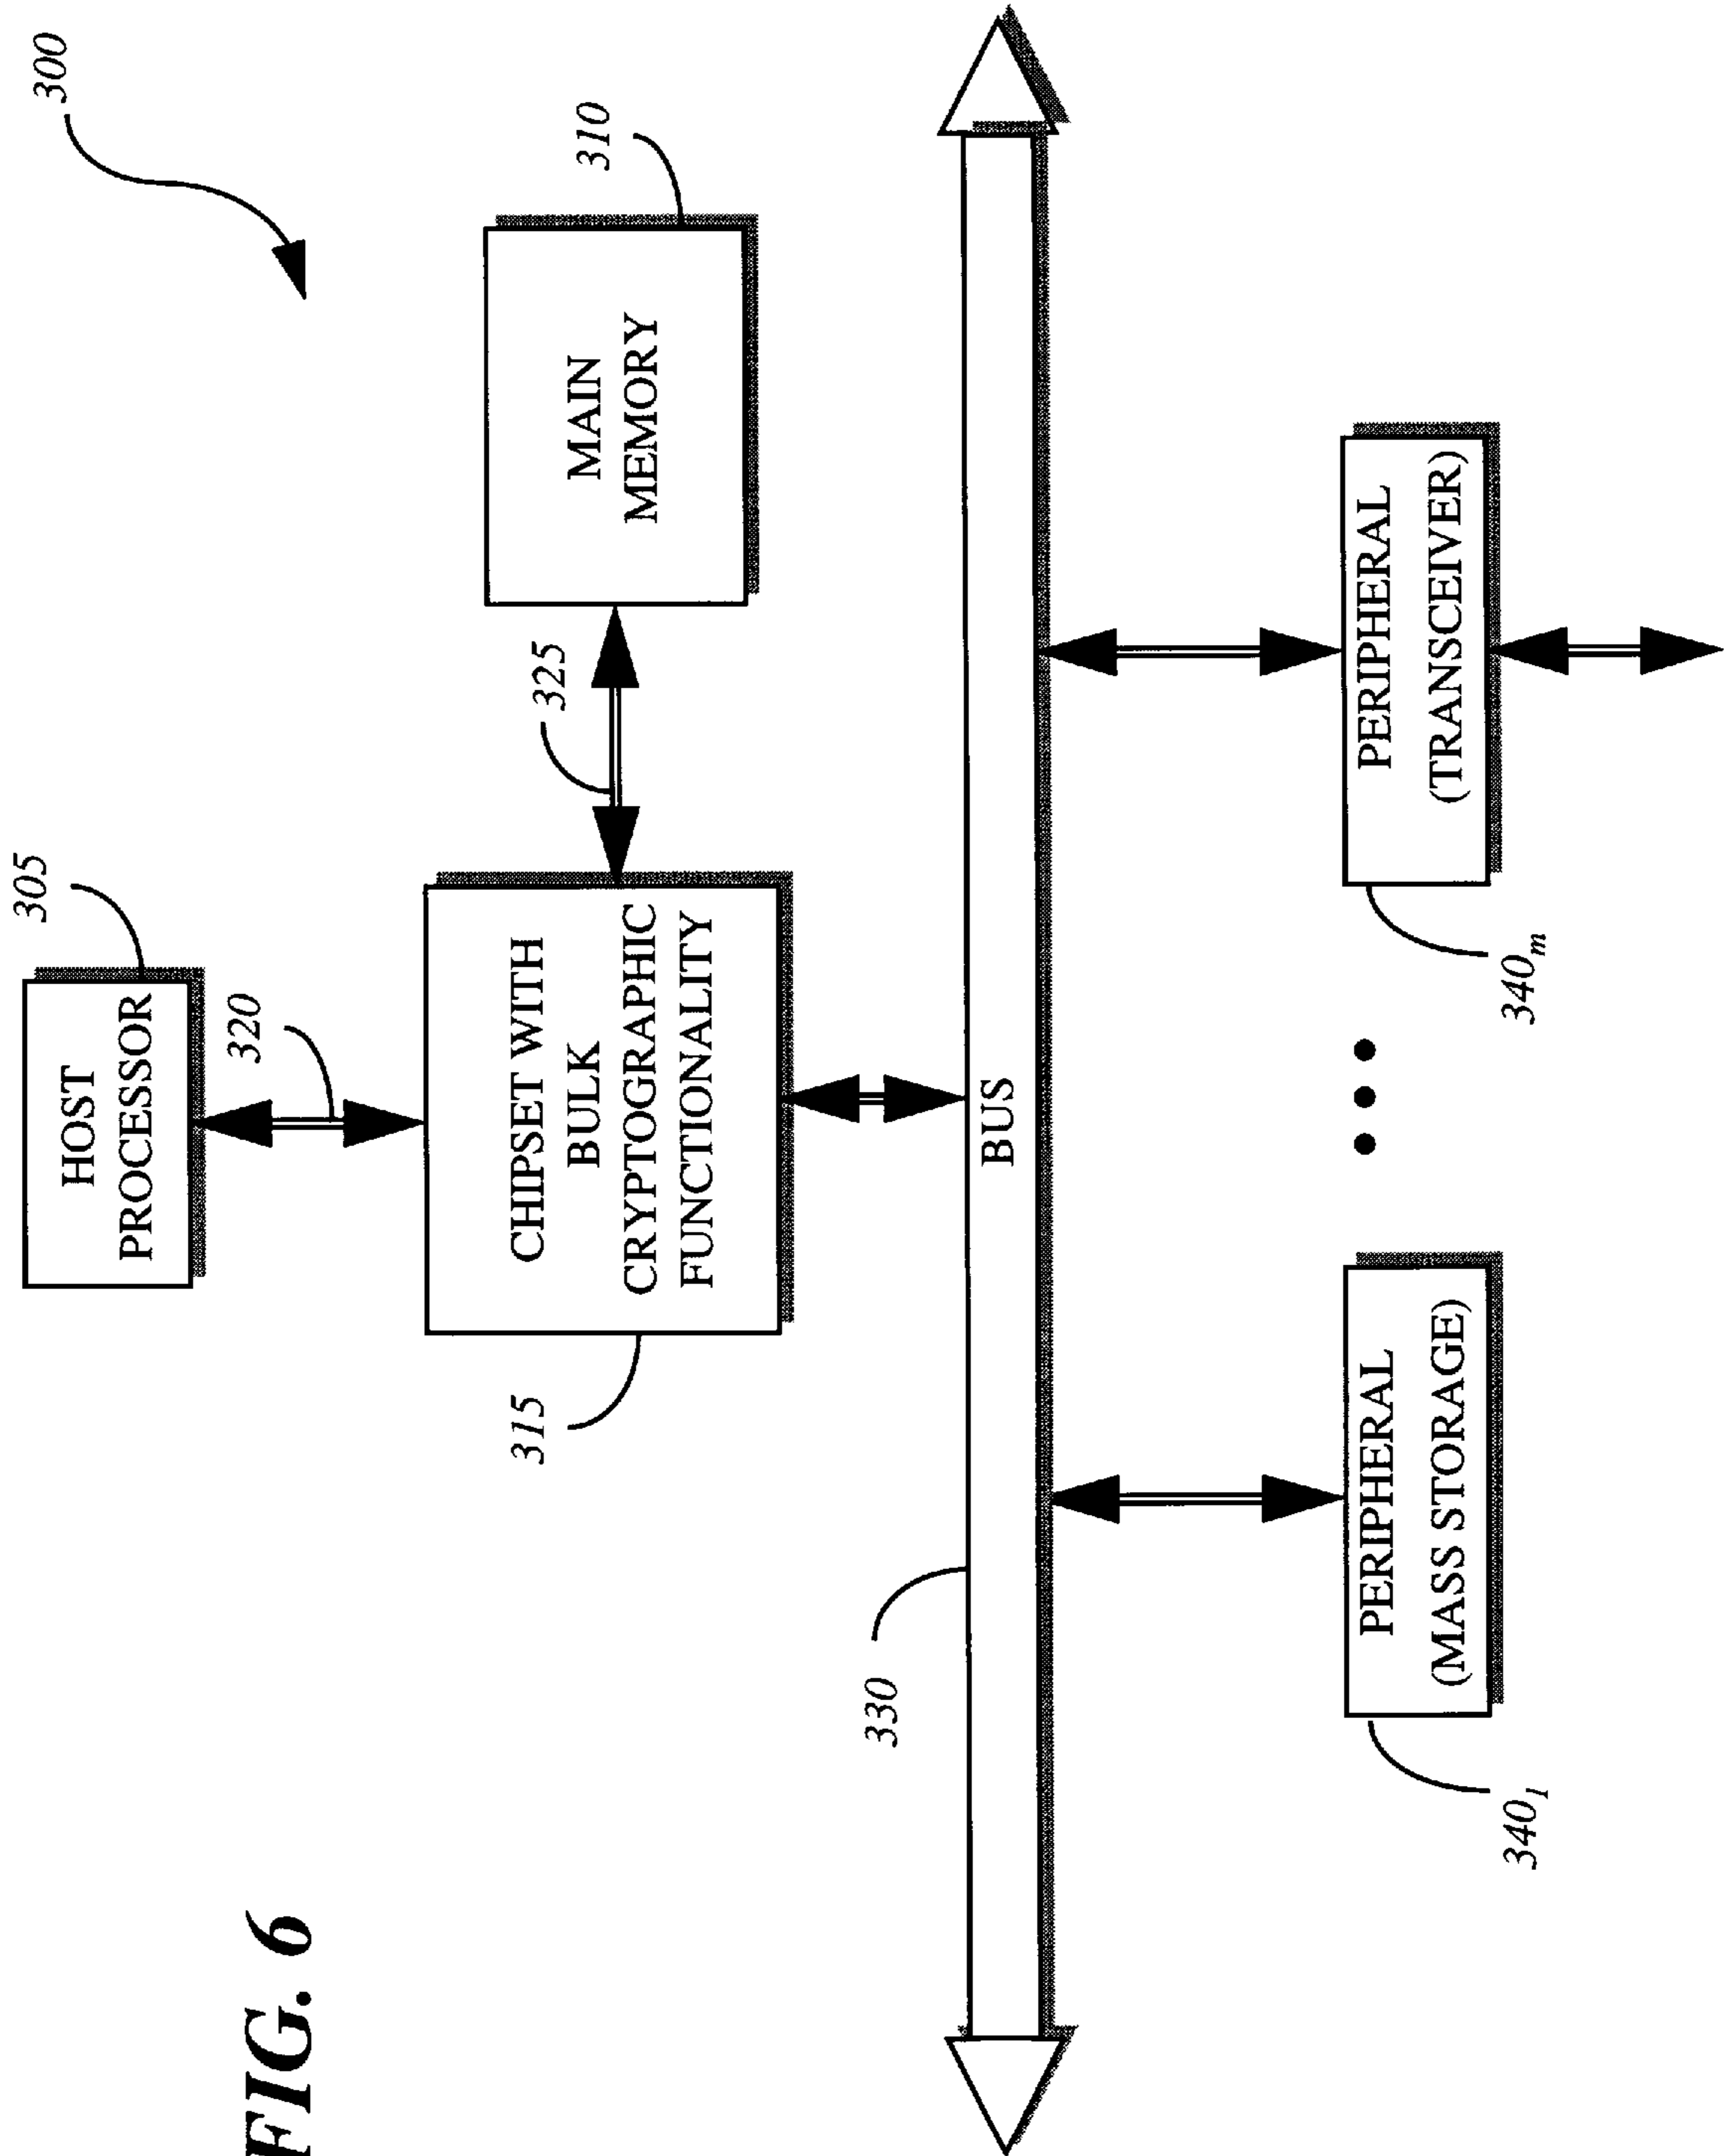 300
305
HOST
PROCESSOR
320
310
MAIN
MEMORY
325
CHIPSET WITH
BULK
CRYPTOGRAPHIC
FUNCTIONALITY
315
330
BUS
PERIPHERAL
(MASS STORAGE)
340₁
PERIPHERAL
(TRANSCEIVER)
340ₘ
FIG. 6